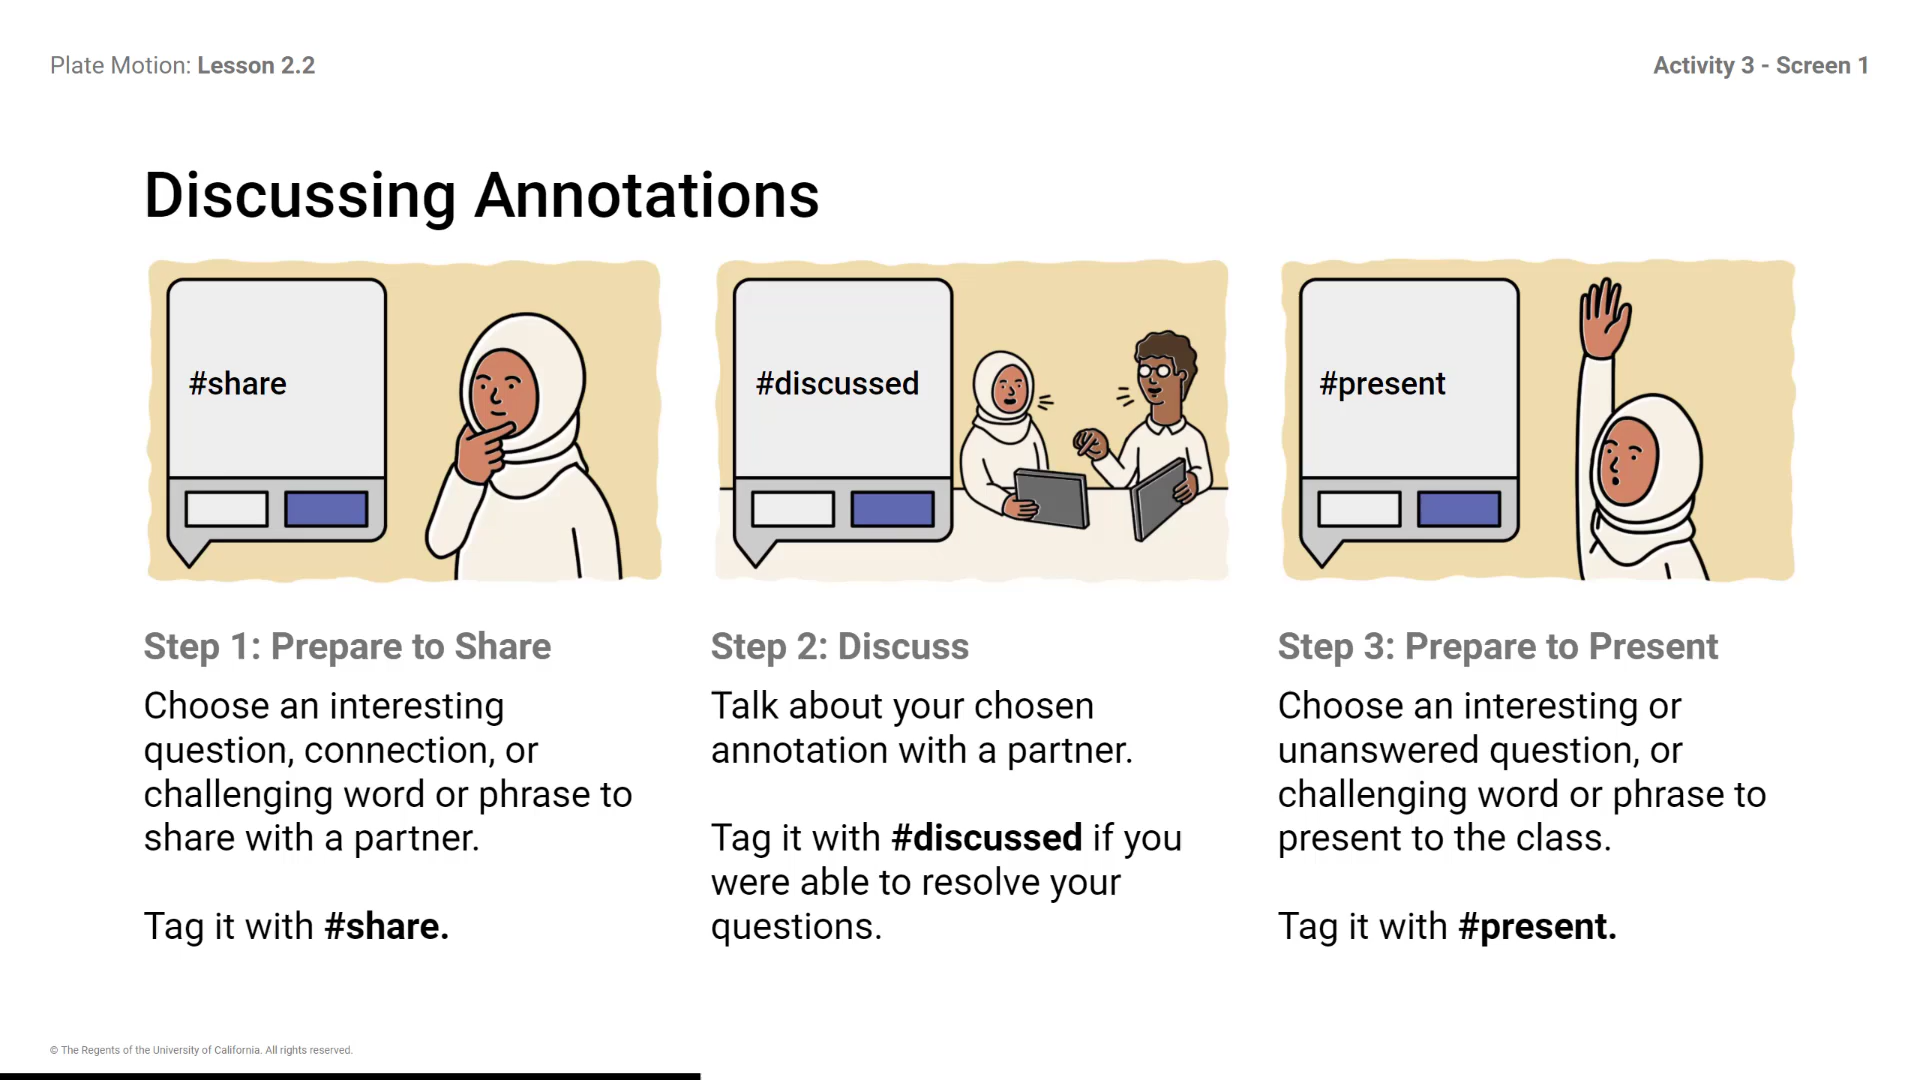 Plate Motion: Lesson 2.2
Activity 3 - Screen 1
Discussing Annotations
#share
#discussed
#present
Step 1: Prepare to Share
Choose an interesting
question, connection, or
challenging word or phrase to
share with a partner.
Tag it with #share.
Step 2: Discuss
Talk about your chosen
annotation with a partner.
Tag it with #discussed if you
were able to resolve your
questions.
Step 3: Prepare to Present
Choose an interesting or
unanswered question, or
challenging word or phrase to
present to the class.
Tag it with #present.
© The Regents of the University of California. All rights reserved.